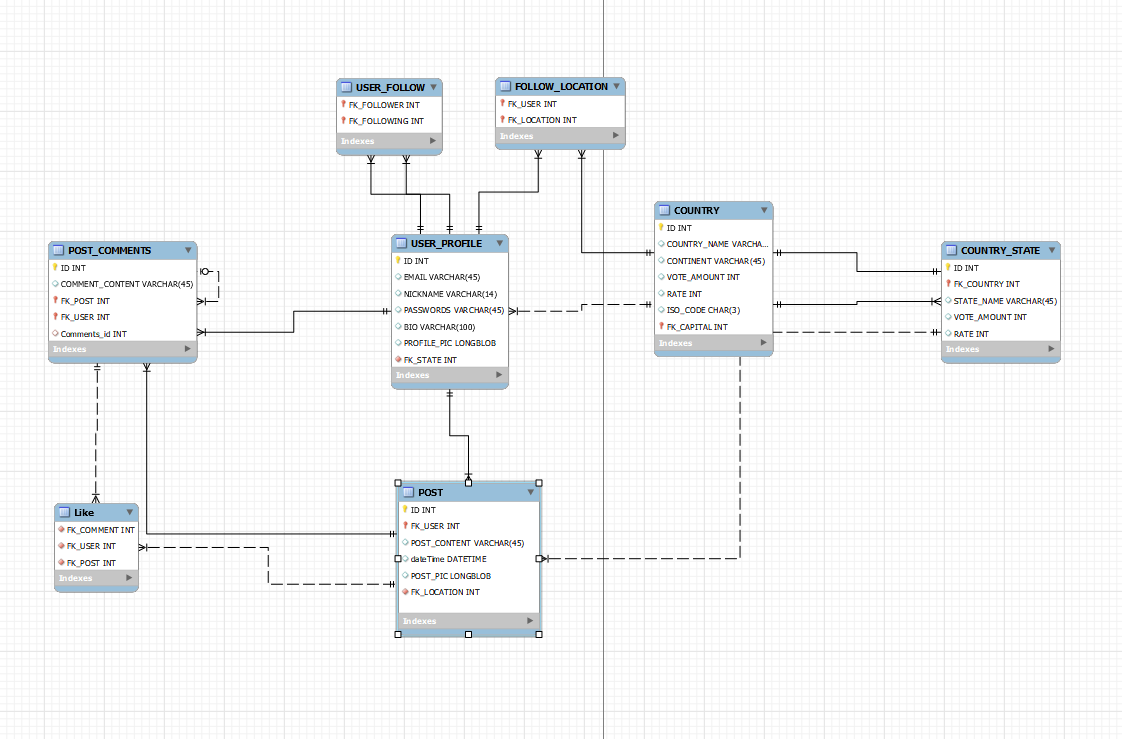 USER_FOLLOW
FK_FOLLOWER INT
FK_FOLLOWING INT
Indexes
FOLLOW_LOCATION
FK_USER INT
FK_LOCATION INT
Indexes
POST_COMMENTS
ID INT
COMMENT_CONTENT VARCHAR(45)
FK_POST INT
FK_USER INT
Comments_id INT
Indexes
USER_PROFILE
ID INT
EMAIL VARCHAR(45)
NICKNAME VARCHAR(14)
PASSWORDS VARCHAR(45)
BIO VARCHAR(100)
PROFILE_PIC LONGBLOB
FK_STATE INT
Indexes
COUNTRY
ID INT
COUNTRY_NAME VARCHA...
CONTINENT VARCHAR(45)
VOTE_AMOUNT INT
RATE INT
ISO_CODE CHAR(3)
FK_CAPITAL INT
Indexes
COUNTRY_STATE
ID INT
FK_COUNTRY INT
STATE_NAME VARCHAR(45)
VOTE_AMOUNT INT
RATE INT
Indexes
Like
FK_COMMENT INT
FK_USER INT
FK_POST INT
Indexes
POST
ID INT
FK_USER INT
POST_CONTENT VARCHAR(45)
dateTime DATETIME
POST_PIC LONGBLOB
FK_LOCATION INT
Indexes